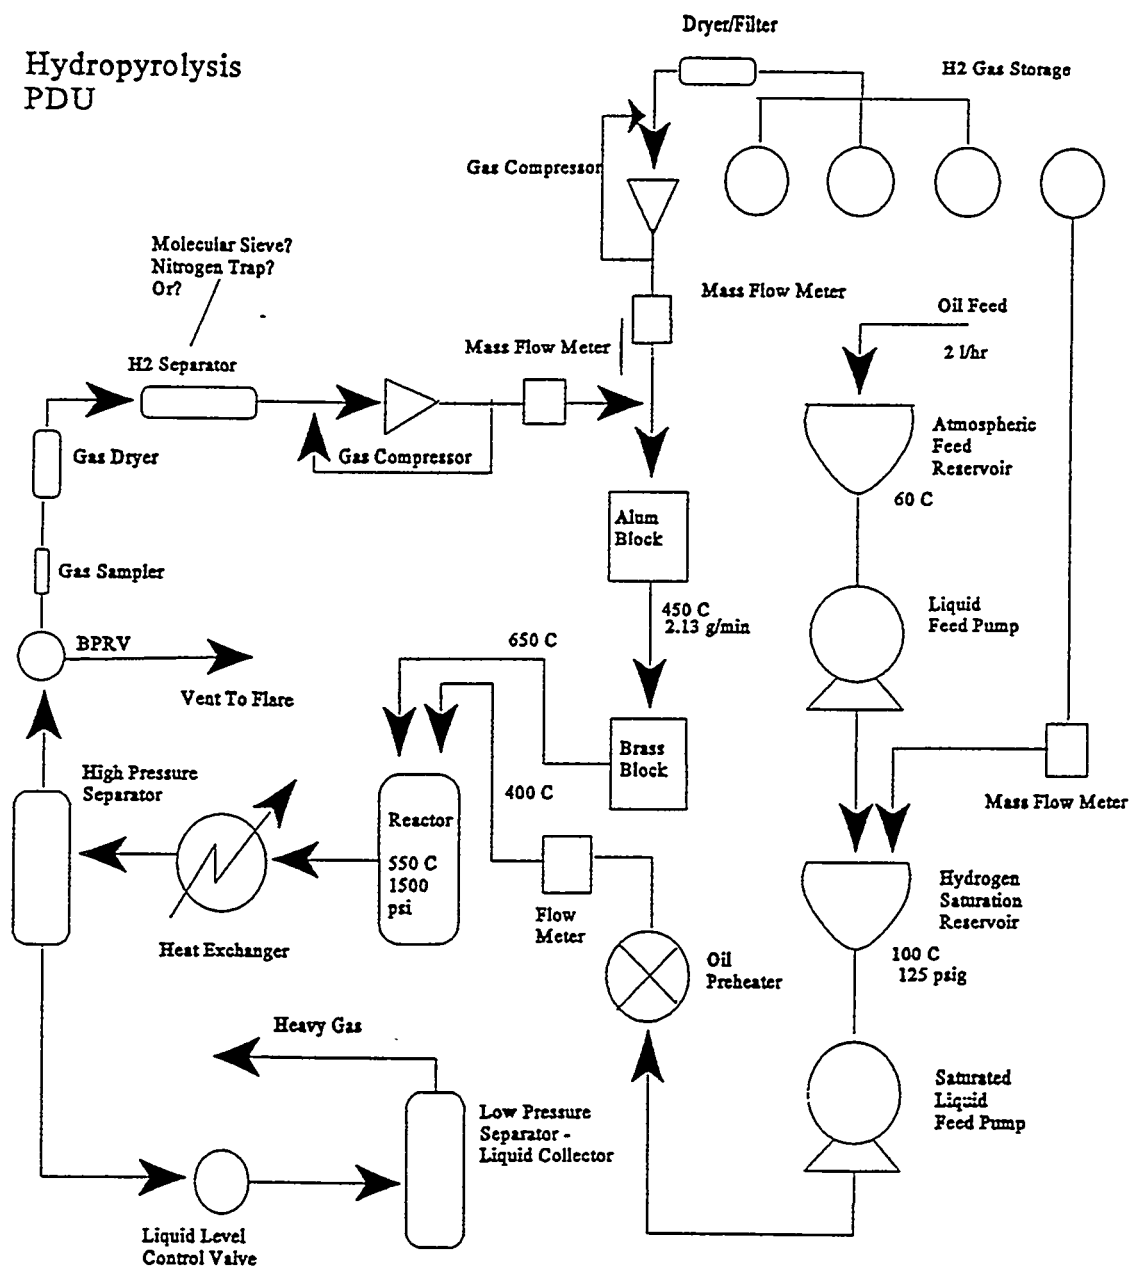 Hydropyrolysis
PDU
Dryer/Filter
H2 Gas Storage
Gas Compressor
Molecular Sieve?
Nitrogen Trap?
Or?
Mass Flow Meter
Oil Feed
2 l/hr
Mass Flow Meter
H2 Separator
Gas Dryer
Gas Compressor
Atmospheric
Feed
Reservoir
60 C
Alum
Block
Gas Sampler
450 C
2.13 g/min
Liquid
Feed Pump
BPRV
650 C
Vent To Flare
Brass
Block
High Pressure
Separator
400 C
Mass Flow Meter
Reactor
550 C
1500
psi
Hydrogen
Saturation
Reservoir
Flow
Meter
Heat Exchanger
100 C
125 psig
Oil
Preheater
Heavy Gas
Saturated
Liquid
Feed Pump
Low Pressure
Separator -
Liquid Collector
Liquid Level
Control Valve